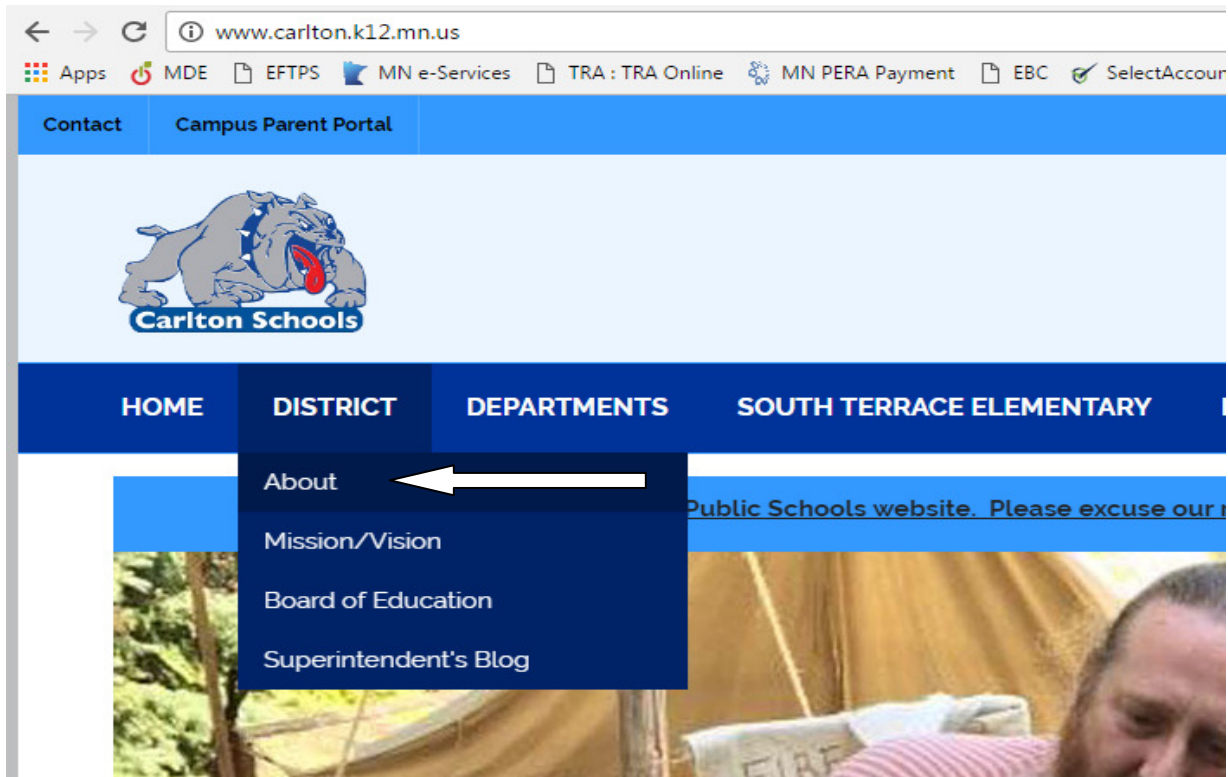 www.carlton.k12.mn.us
Apps MDE EFTPS MN e-Services TRA : TRA Online MN PERA Payment EBC SelectAccoun
Contact Campus Parent Portal
Carlton Schools
HOME DISTRICT DEPARTMENTS SOUTH TERRACE ELEMENTARY
About
Public Schools website. Please excuse our
Mission/Vision
Board of Education
Superintendent's Blog